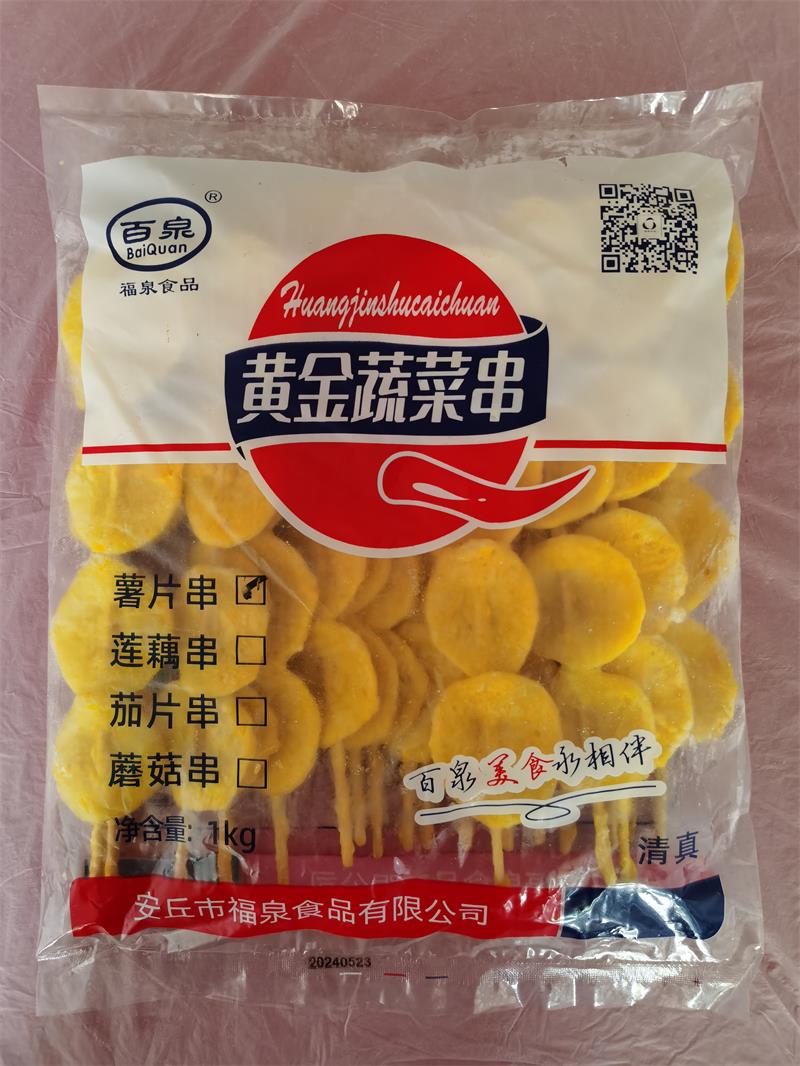 百泉
BaiQuan
®
福泉食品
Huangjinshucaichuan
黄金蔬菜串
薯片串 ☑
莲藕串 □
茄片串 □
蘑菇串 □
百泉美食永相伴
净含量: 1kg
清真
安丘市福泉食品有限公司
20240523